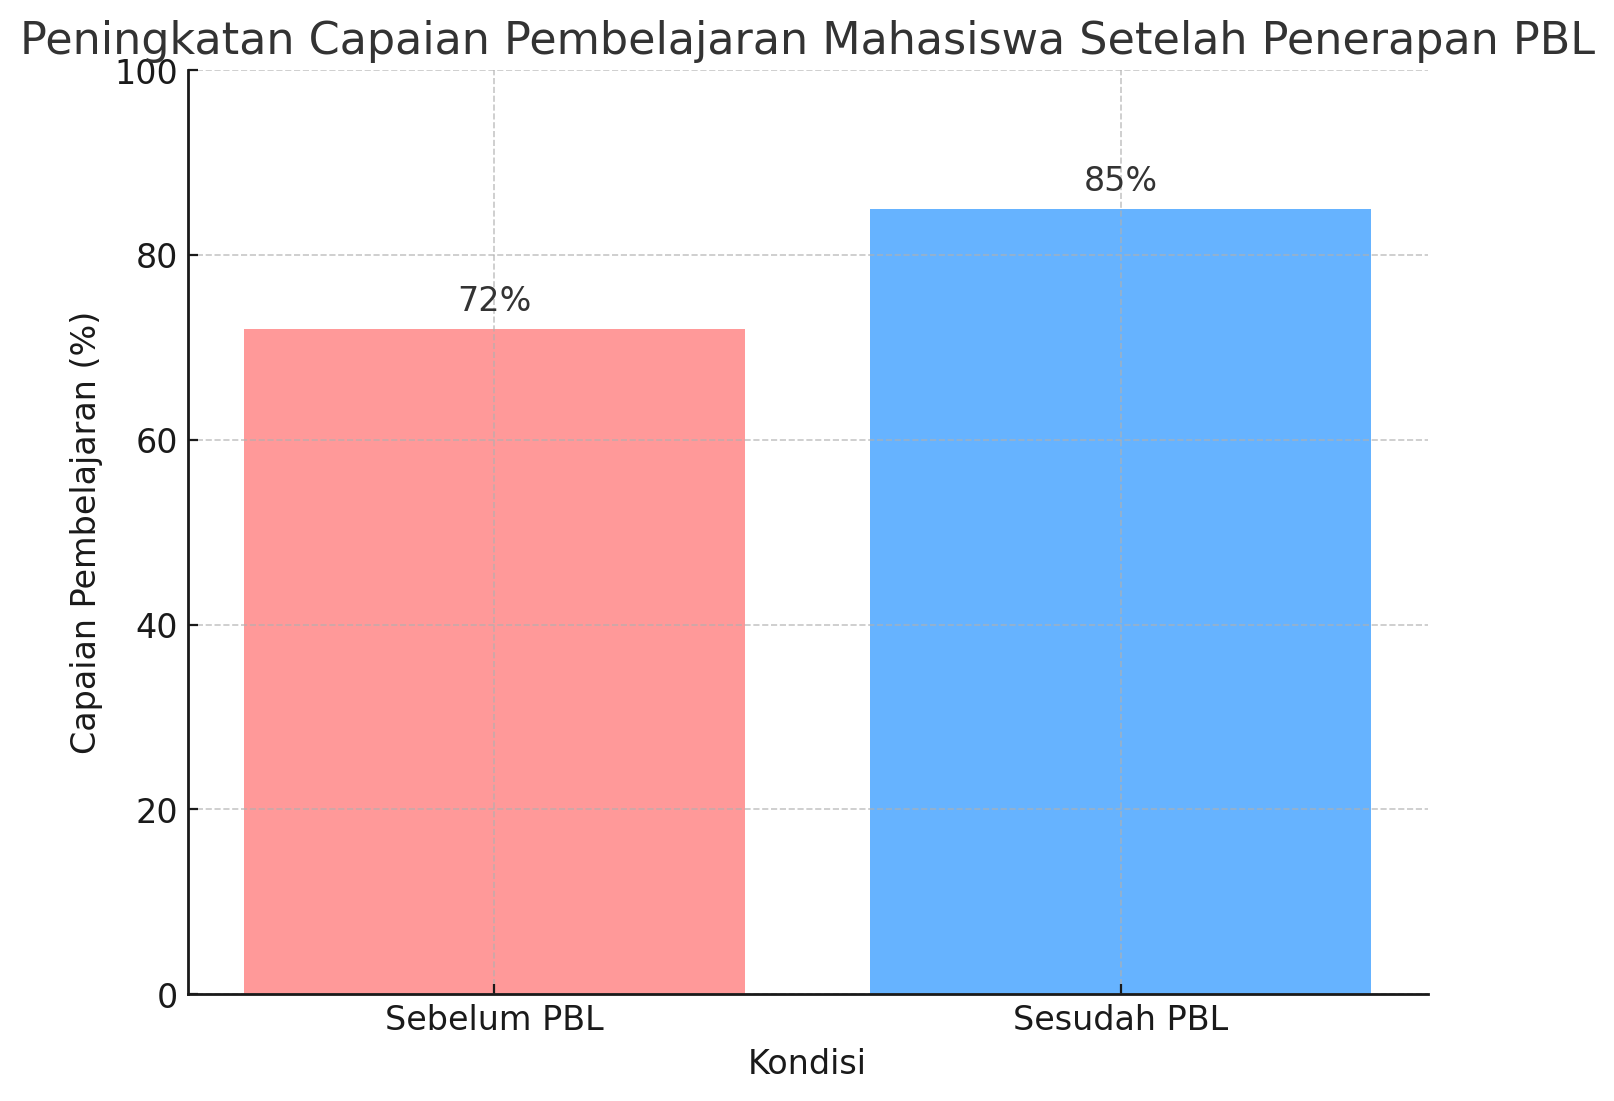 Peningkatan Capaian Pembelajaran Mahasiswa Setelah Penerapan PBL
100
80
60
40
20
0
Capaian Pembelajaran (%)
72%
85%
Sebelum PBL
Sesudah PBL
Kondisi